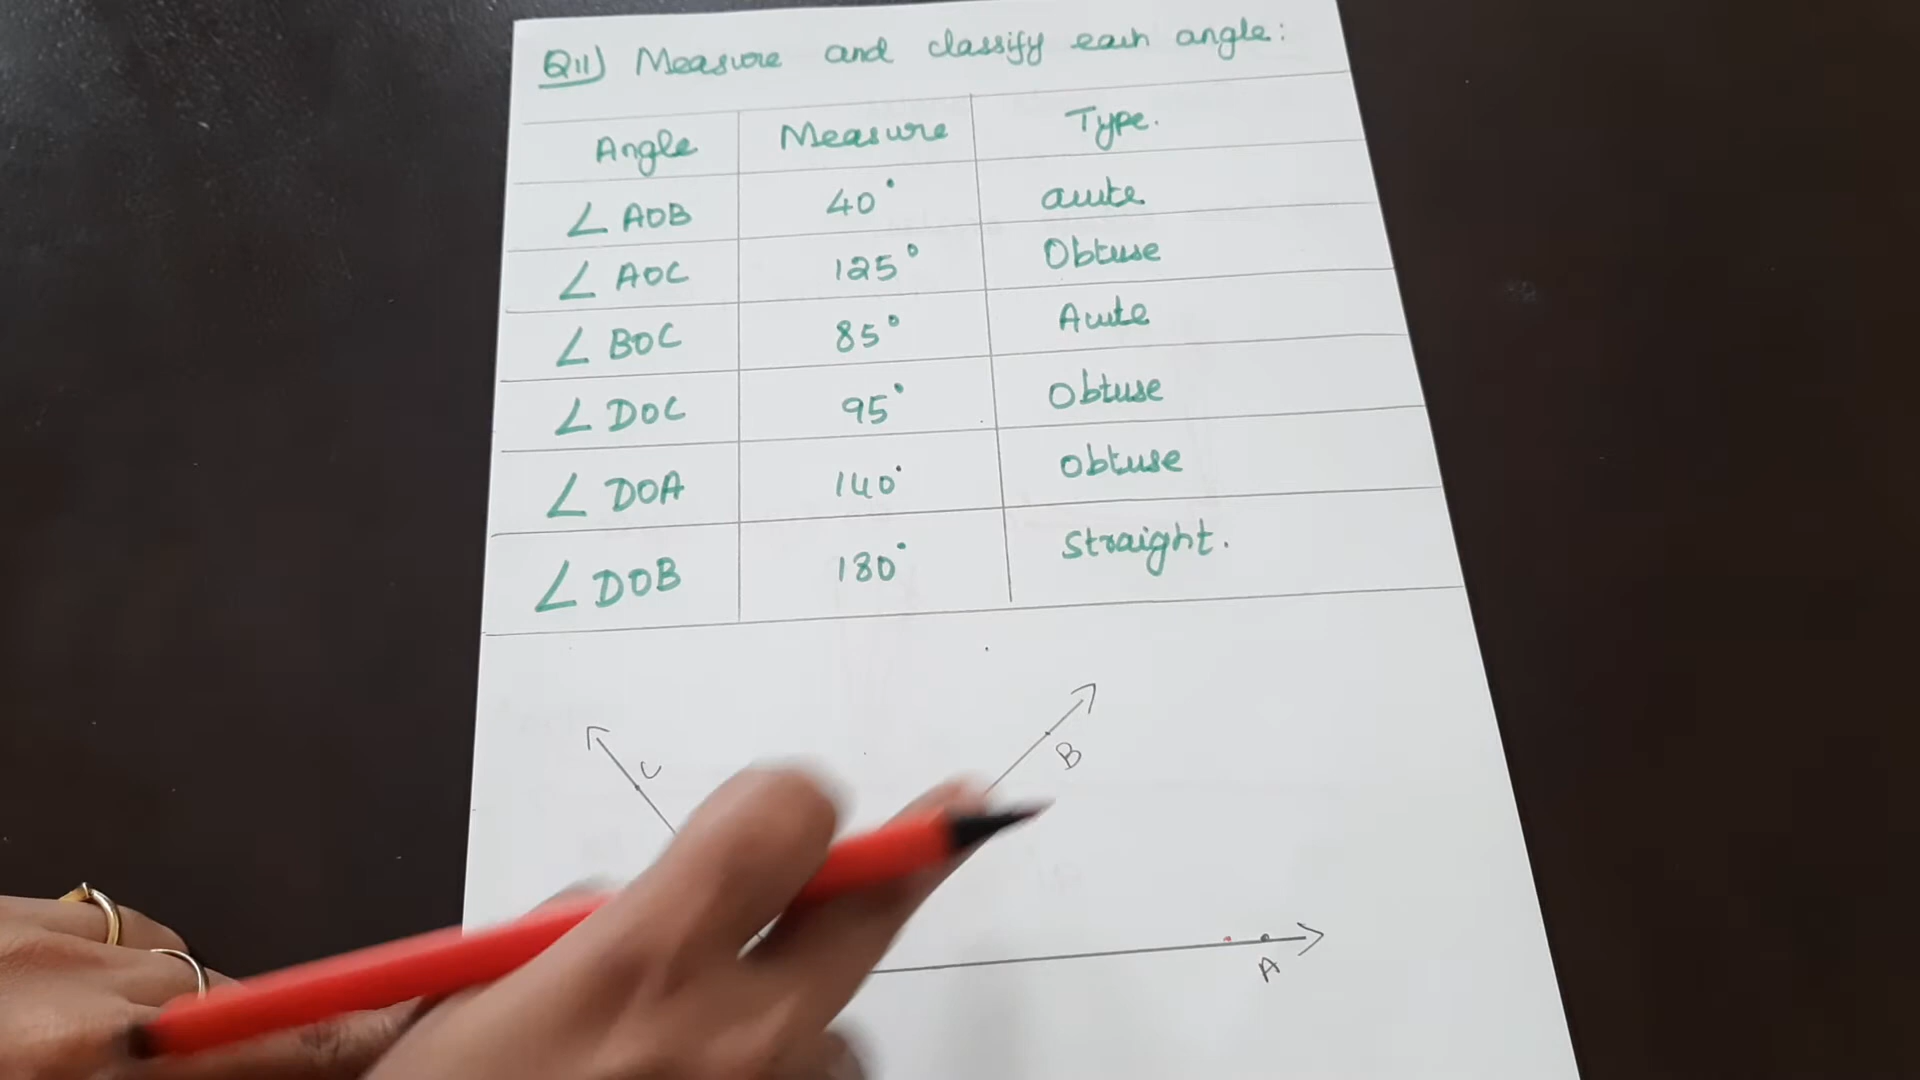 Q11) Measure and classify each angle:
Angle Measure Type.
∠AOB 40° acute
∠AOC 125° Obtuse
∠BOC 85° Acute
∠DOC 95° Obtuse
∠DOA 140° obtuse
∠DOB 180° Straight.
C
B
A